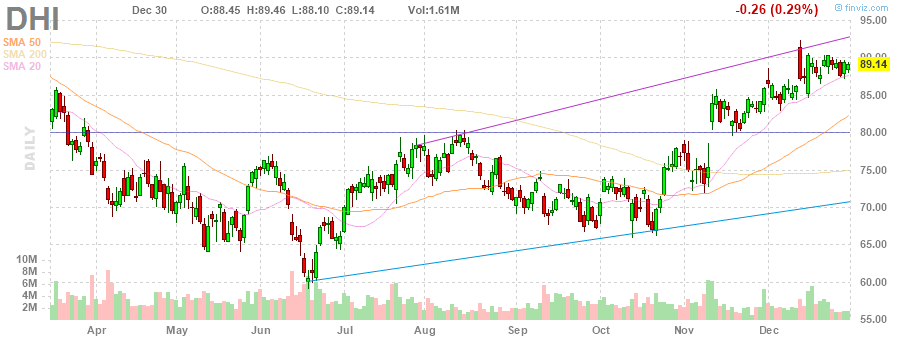 DHI Dec 30 O:88.45 H:89.46 L:88.10 C:89.14 Vol:1.61M -0.26 (0.29%) © finviz.com
SMA 50
SMA 200
SMA 20
DAILY
95.00
90.00
89.14
85.00
80.00
75.00
70.00
65.00
60.00
55.00
10M
8M
6M
4M
2M
Apr May Jun Jul Aug Sep Oct Nov Dec